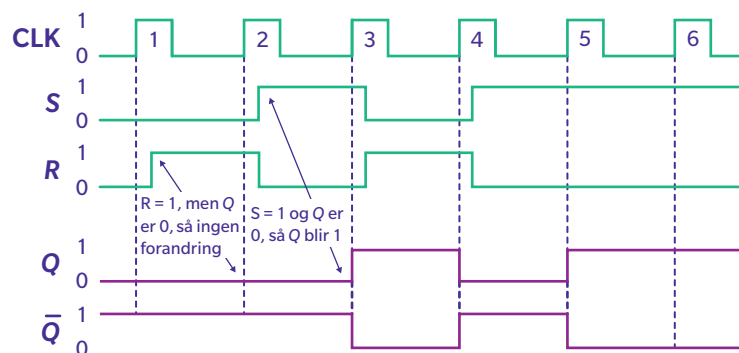 1
CLK 1 2 3 4 5 6
0
1
S
0
1
R
0
R = 1, men Q
er 0, så ingen
forandring
S = 1 og Q er
0, så Q blir 1
1
Q
0
1
Q̅
0